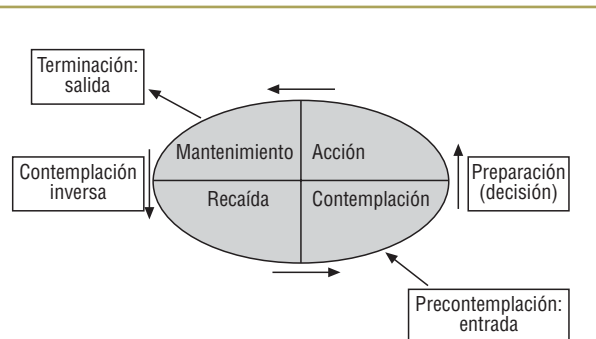 Terminación:
salida
Mantenimiento
Acción
Contemplación
inversa
Preparación
(decisión)
Recaída
Contemplación
Precontemplación:
entrada